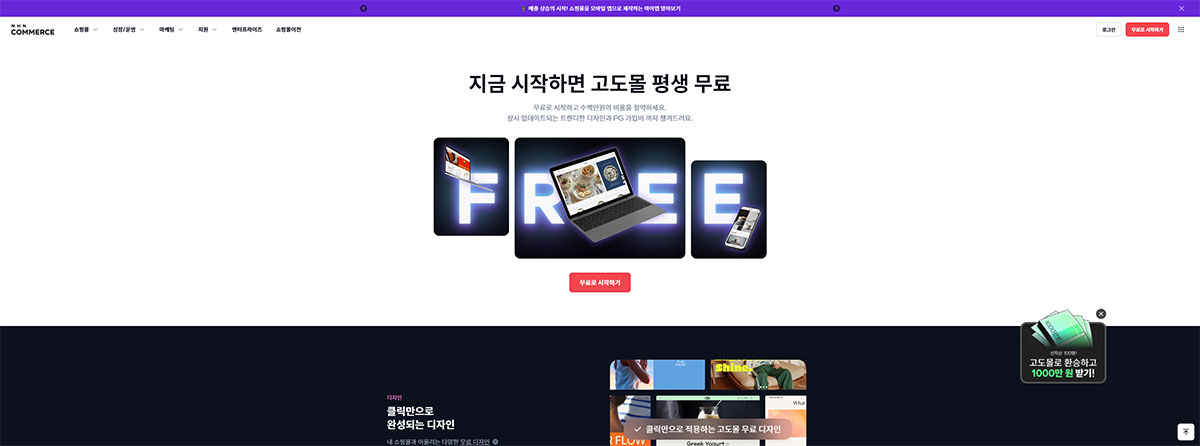 매출 상승의 시작! 쇼핑몰을 모바일 앱으로 제작하는 마이앱 알아보기
NHN
COMMERCE
쇼핑몰
성장/운영
마케팅
지원
엔터프라이즈
쇼핑몰이전
로그인
무료로 시작하기
지금 시작하면 고도몰 평생 무료
무료로 시작하고 수백만원의 비용을 절약하세요.
상시 업데이트되는 트렌디한 디자인과 PG 가입비 까지 챙겨드려요.
FREE
무료로 시작하기
선착순 100명!
고도몰로 환승하고
1000만 원 받기!
디자인
클릭만으로
완성되는 디자인
내 쇼핑몰과 어울리는 다양한 무료 디자인
Shine,
클릭만으로 적용하는 고도몰 무료 디자인
R FLOW
Greek Yogurt